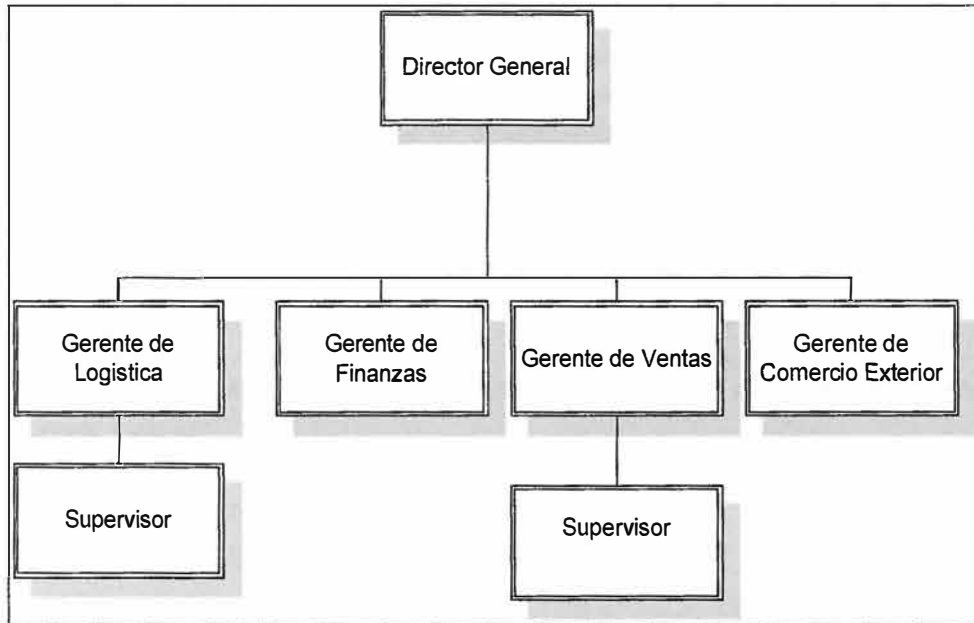 Director General
Gerente de
Logistica
Gerente de
Finanzas
Gerente de Ventas
Gerente de
Comercio Exterior
Supervisor
Supervisor